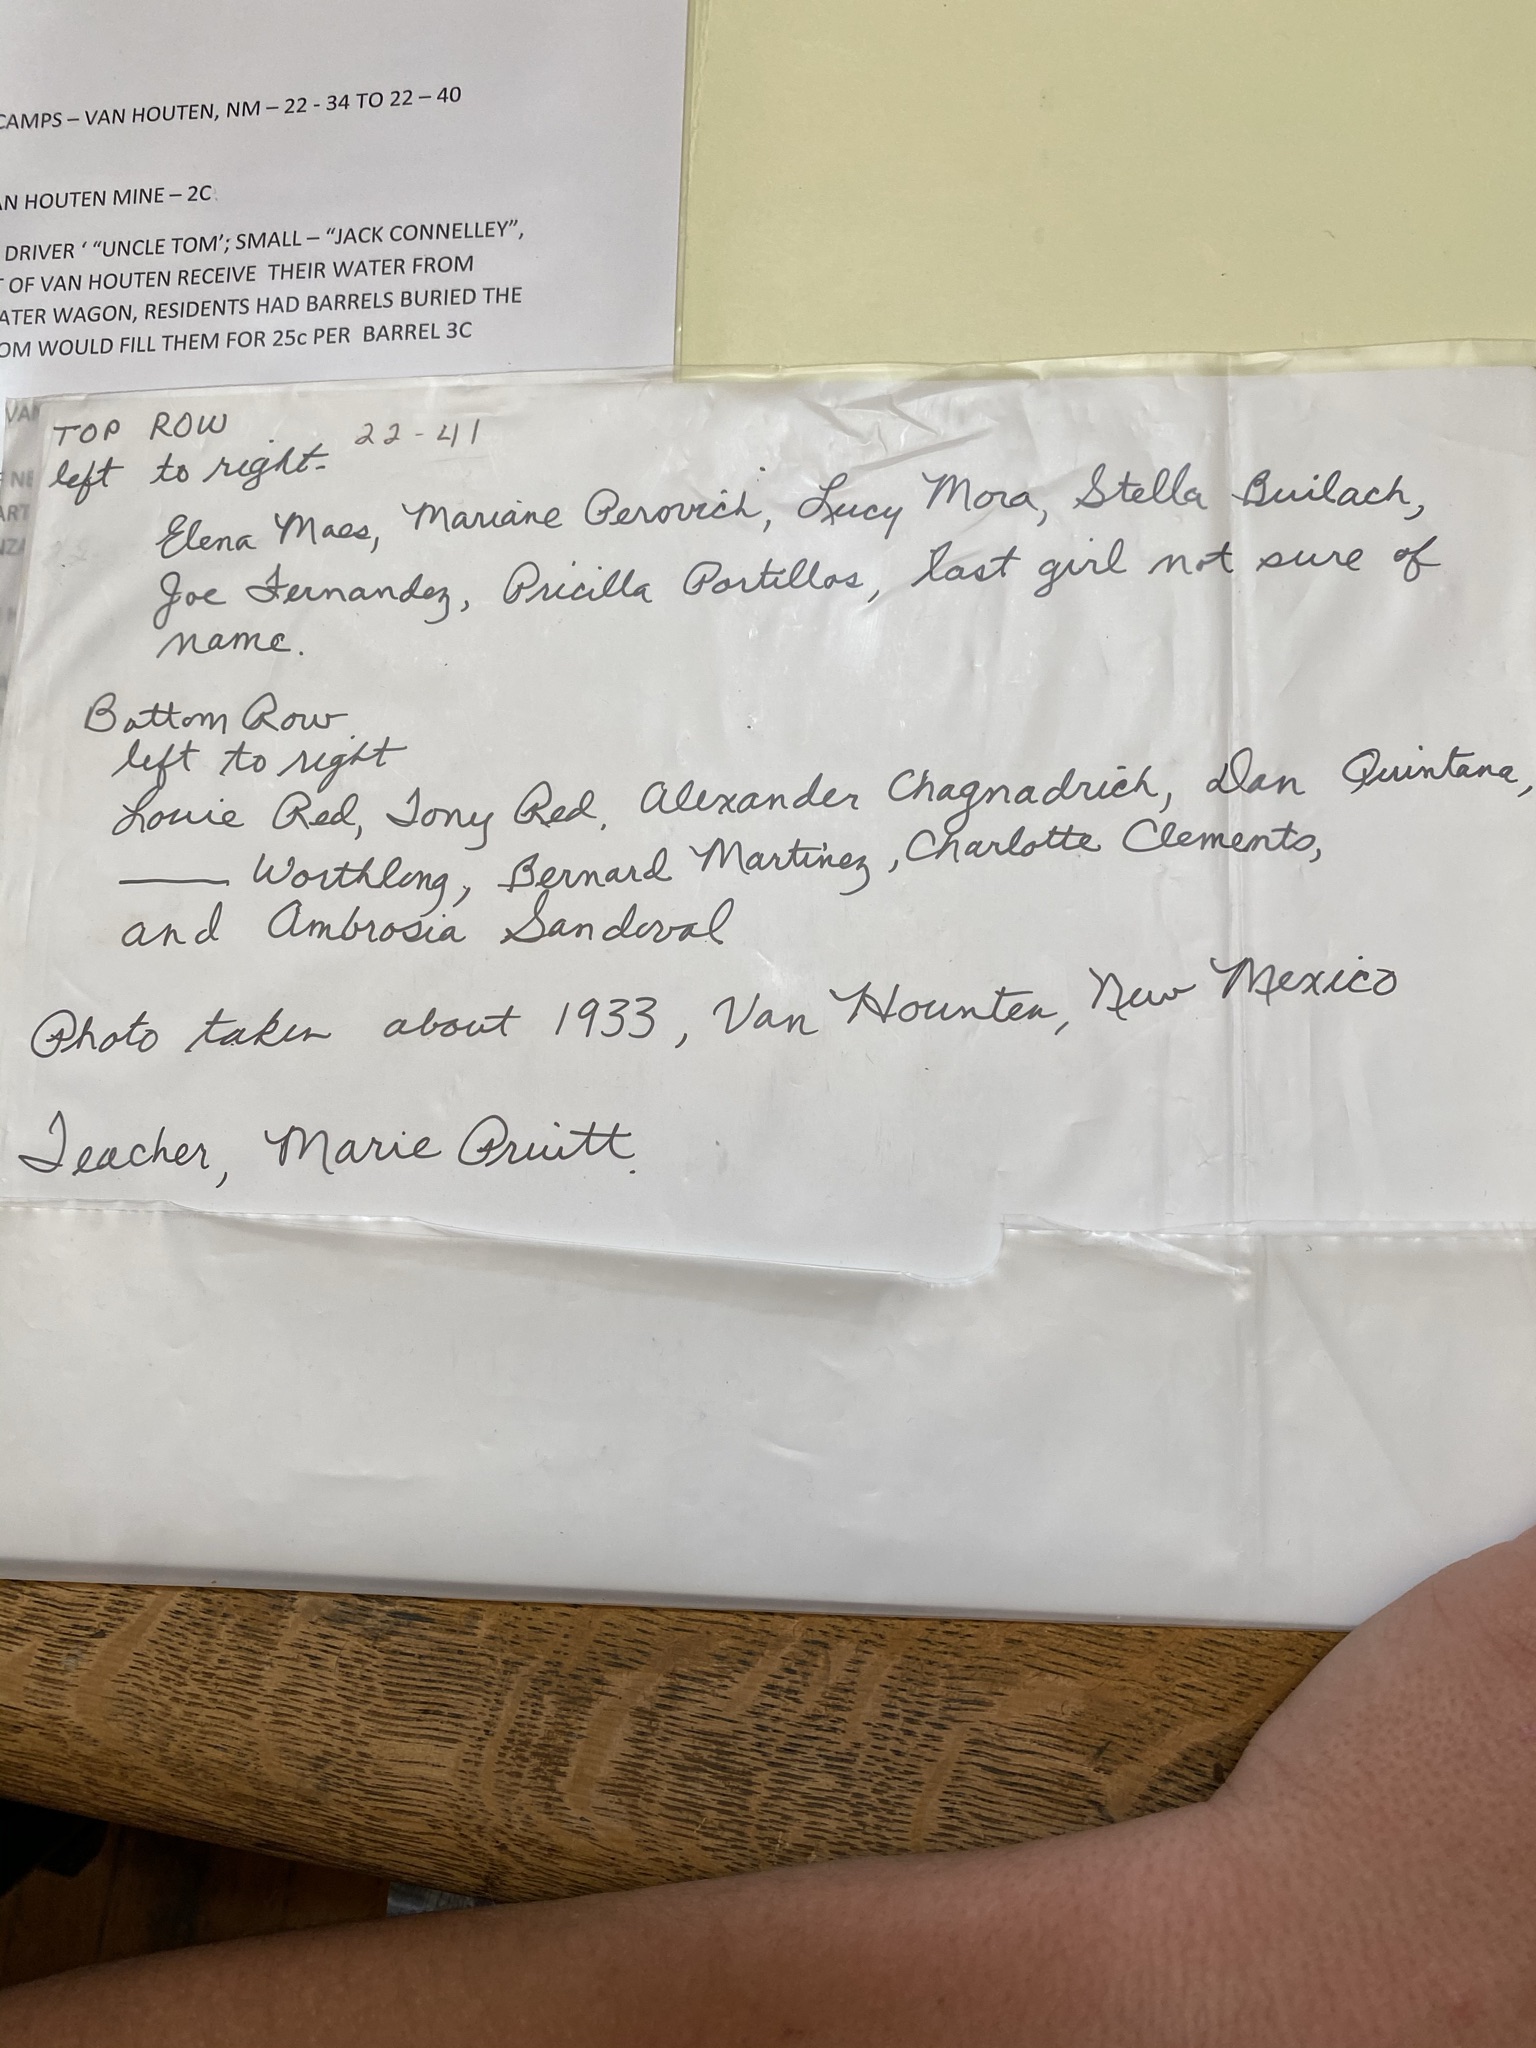 CAMPS – VAN HOUTEN, NM – 22 - 34 TO 22 – 40
AN HOUTEN MINE – 2C
DRIVER ‘ “UNCLE TOM’; SMALL – “JACK CONNELLEY”,
T OF VAN HOUTEN RECEIVE THEIR WATER FROM
ATER WAGON, RESIDENTS HAD BARRELS BURIED THE
OM WOULD FILL THEM FOR 25c PER BARREL 3C
TOP ROW 22-41
left to right-
Elena Maes, Mariane Perovich, Lucy Mora, Stella Builach,
Joe Fernandez, Pricilla Portillos, last girl not sure of
name.
Bottom Row
left to right
Louie Red, Tony Red, Alexander Chagnadrich, Dan Quintana,
____ Worthlong, Bernard Martinez, Charlotte Clements,
and Ambrosia Sandoval
Photo taken about 1933, Van Hounten, New Mexico
Teacher, Marie Pruitt.